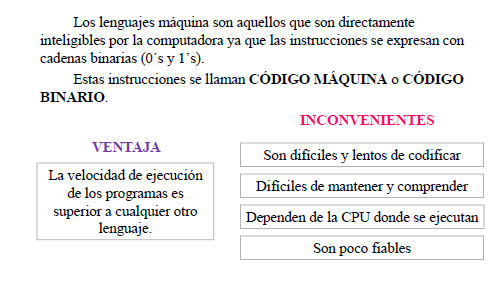 Los lenguajes máquina son aquellos que son directamente
inteligibles por la computadora ya que las instrucciones se expresan con
cadenas binarias (0´s y 1’s).
Estas instrucciones se llaman CÓDIGO MÁQUINA o CÓDIGO
BINARIO.
VENTAJA
La velocidad de ejecución
de los programas es
superior a cualquier otro
lenguaje.
INCONVENIENTES
Son difíciles y lentos de codificar
Difíciles de mantener y comprender
Dependen de la CPU donde se ejecutan
Son poco fiables